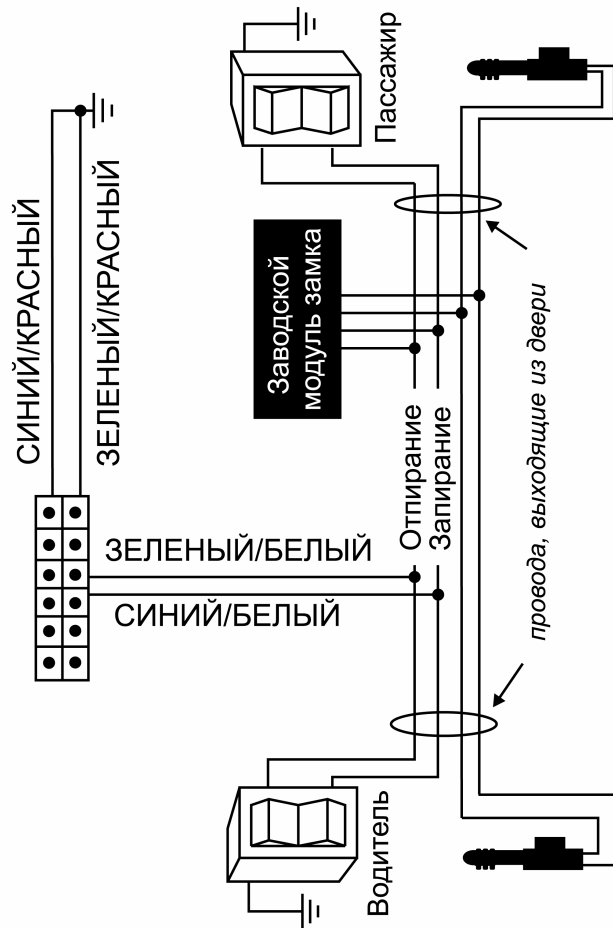 СИНИЙ/КРАСНЫЙ
ЗЕЛЕНЫЙ/КРАСНЫЙ
ЗЕЛЕНЫЙ/БЕЛЫЙ
СИНИЙ/БЕЛЫЙ
Водитель
Пассажир
Заводской
модуль замка
Отпирание
Запирание
провода, выходящие из двери